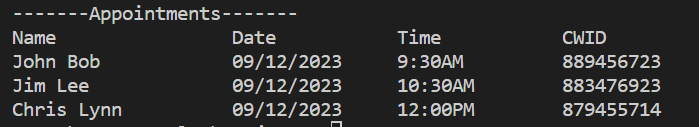 -------Appointments-------
Name Date Time CWID
John Bob 09/12/2023 9:30AM 889456723
Jim Lee 09/12/2023 10:30AM 883476923
Chris Lynn 09/12/2023 12:00PM 879455714